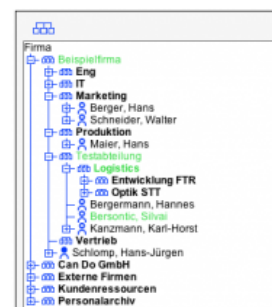 Firma
Beispielfirma
Eng
IT
Marketing
Berger, Hans
Schneider, Walter
Produktion
Maier, Hans
Testabteilung
Logistics
Entwicklung FTR
Optik STT
Bergermann, Hannes
Bersontic, Silvai
Kanzmann, Karl-Horst
Vertrieb
Schlomp, Hans-Jürgen
Can Do GmbH
Externe Firmen
Kundenressourcen
Personalarchiv